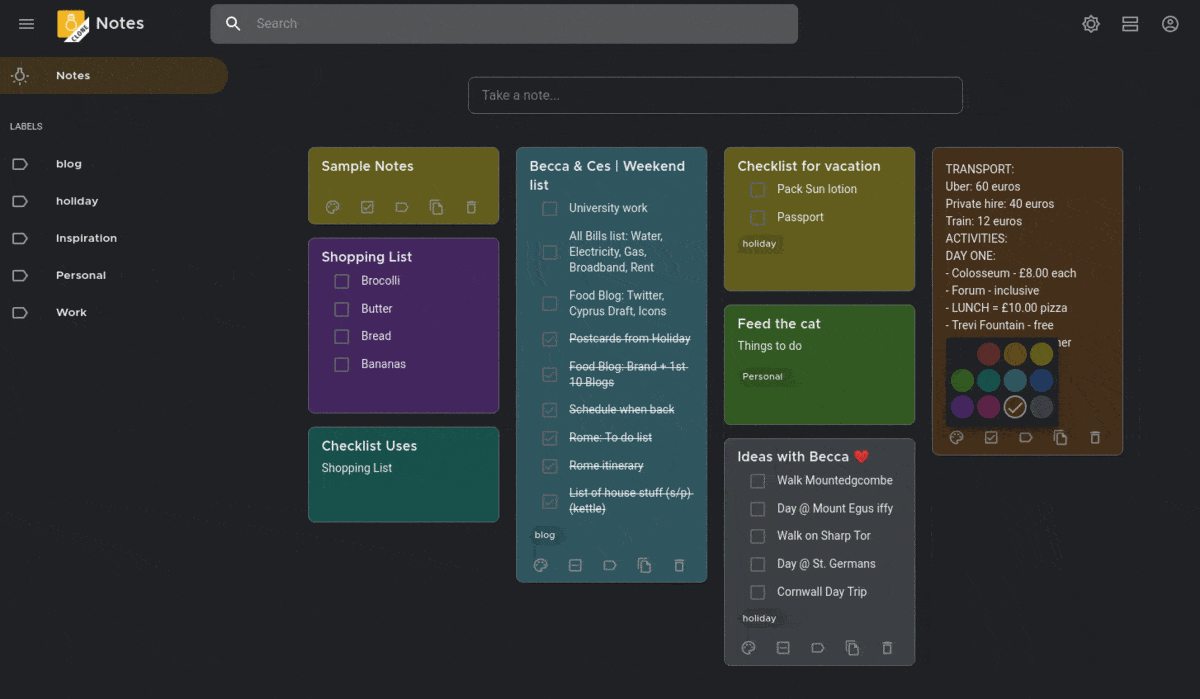 CLONE
Notes
Search
Notes
Take a note...
LABELS
blog
holiday
Inspiration
Personal
Work
Sample Notes
Shopping List
Brocolli
Butter
Bread
Bananas
Checklist Uses
Shopping List
Becca & Ces | Weekend
list
University work
All Bills list: Water,
Electricity, Gas,
Broadband, Rent
Food Blog: Twitter,
Cyprus Draft, Icons
Postcards from Holiday
Food Blog: Brand + 1st
10 Blogs
Schedule when back
Rome: To do list
Rome itinerary
List of house stuff (s/p)
(kettle)
blog
Checklist for vacation
Pack Sun lotion
Passport
holiday
Feed the cat
Things to do
Personal
Ideas with Becca ❤️
Walk Mountedgcombe
Day @ Mount Egus iffy
Walk on Sharp Tor
Day @ St. Germans
Cornwall Day Trip
holiday
TRANSPORT:
Uber: 60 euros
Private hire: 40 euros
Train: 12 euros
ACTIVITIES:
DAY ONE:
- Colosseum - £8.00 each
- Forum - inclusive
- LUNCH = £10.00 pizza
- Trevi Fountain - free